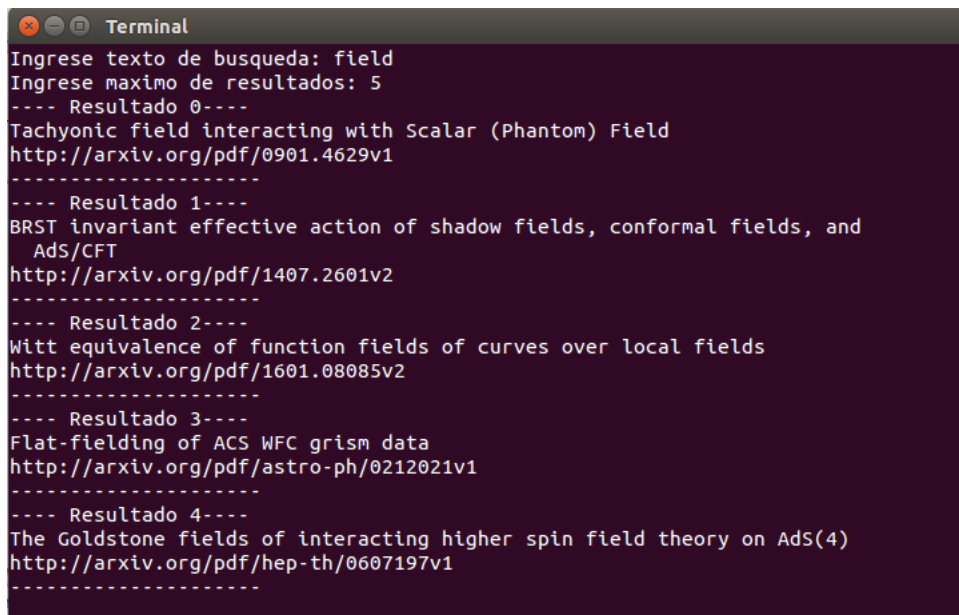 Terminal
Ingrese texto de busqueda: field
Ingrese maximo de resultados: 5
---- Resultado 0----
Tachyonic field interacting with Scalar (Phantom) Field
http://arxiv.org/pdf/0901.4629v1
---------------------
---- Resultado 1----
BRST invariant effective action of shadow fields, conformal fields, and
  AdS/CFT
http://arxiv.org/pdf/1407.2601v2
---------------------
---- Resultado 2----
Witt equivalence of function fields of curves over local fields
http://arxiv.org/pdf/1601.08085v2
---------------------
---- Resultado 3----
Flat-fielding of ACS WFC grism data
http://arxiv.org/pdf/astro-ph/0212021v1
---------------------
---- Resultado 4----
The Goldstone fields of interacting higher spin field theory on AdS(4)
http://arxiv.org/pdf/hep-th/0607197v1
---------------------